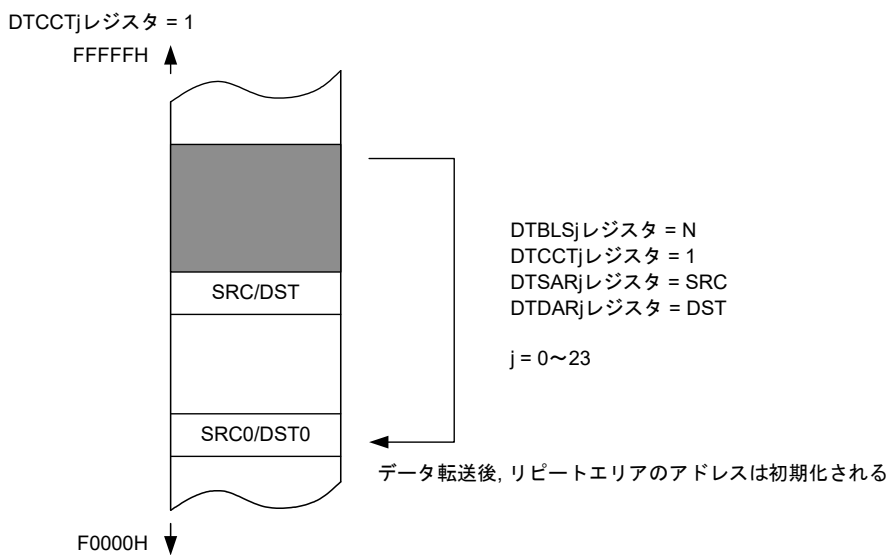 DTCCTjレジスタ = 1
FFFFFH
DTBLSjレジスタ = N
DTCCTjレジスタ = 1
DTSARjレジスタ = SRC
DTDARjレジスタ = DST
SRC/DST
j = 0～23
SRC0/DST0
データ転送後, リピートエリアのアドレスは初期化される
F0000H